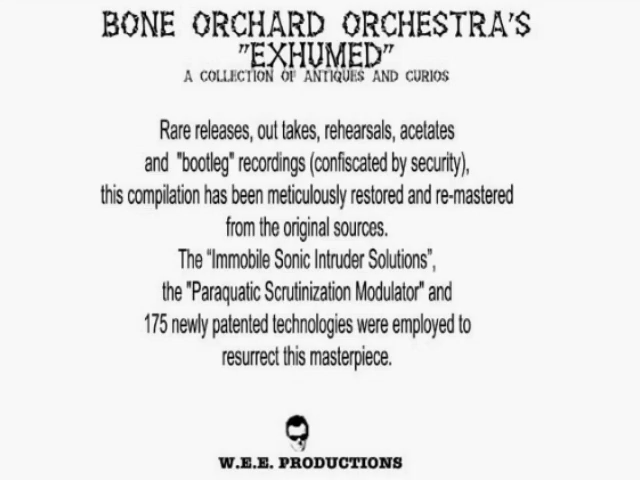 BONE ORCHARD ORCHESTRA'S
"EXHUMED"
A COLLECTION OF ANTIQUES AND CURIOS
Rare releases, out takes, rehearsals, acetates
and "bootleg" recordings (confiscated by security),
this compilation has been meticulously restored and re-mastered
from the original sources.
The “Immobile Sonic Intruder Solutions”,
the "Paraquatic Scrutinization Modulator" and
175 newly patented technologies were employed to
resurrect this masterpiece.
W.E.E. PRODUCTIONS